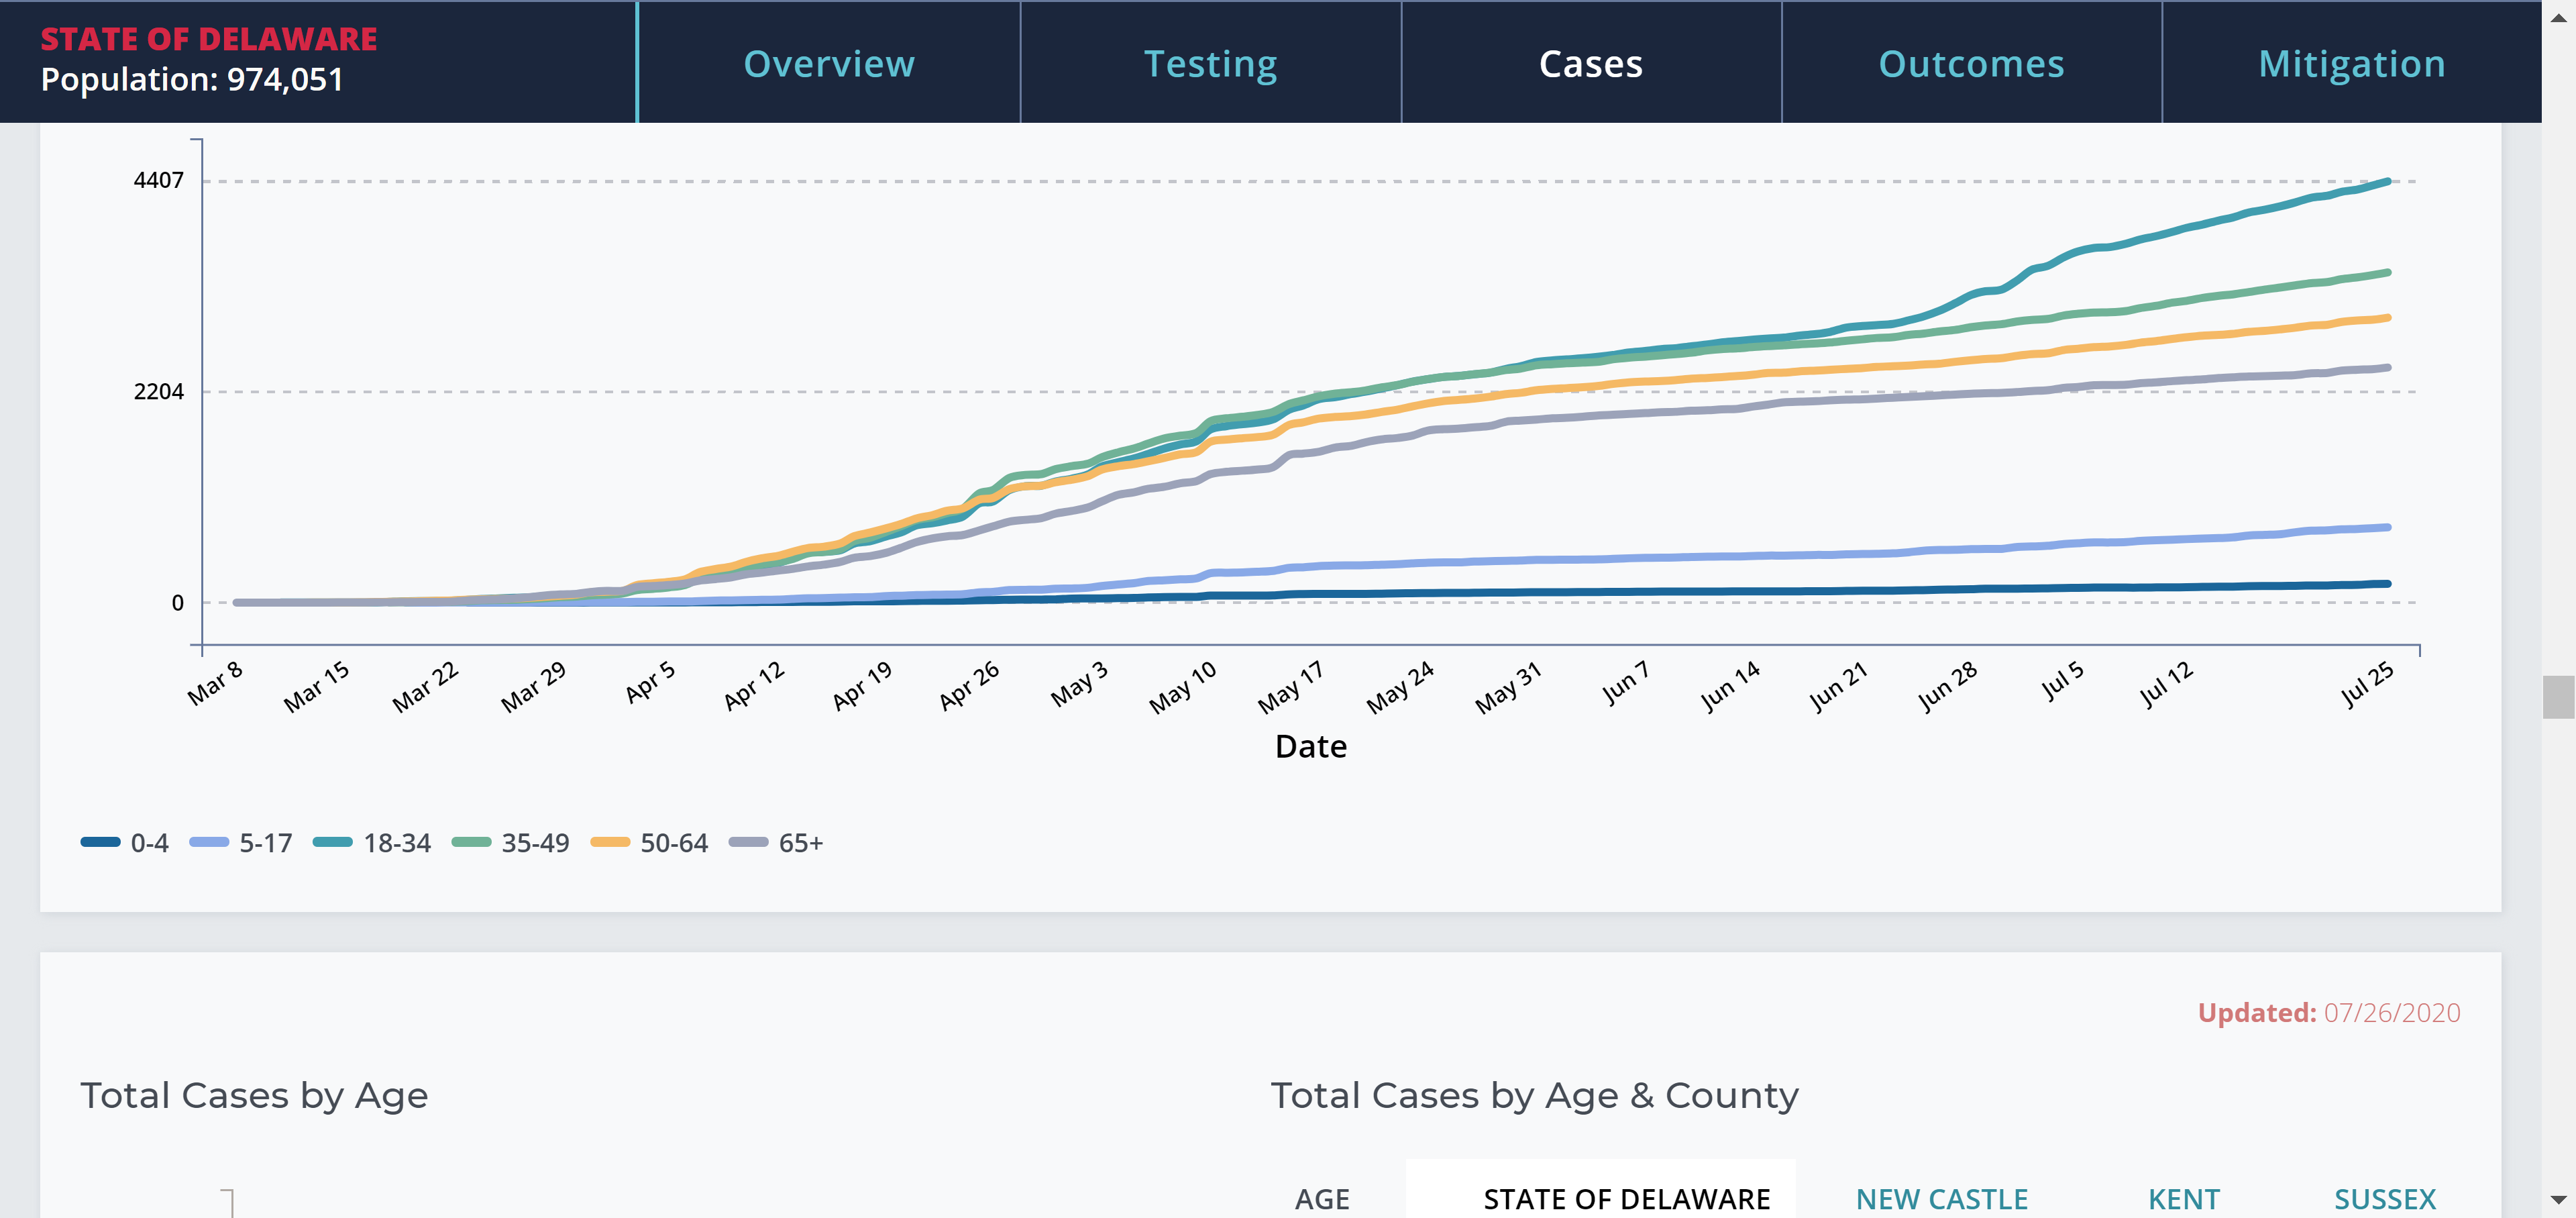 STATE OF DELAWARE
Population: 974,051
Overview
Testing
Cases
Outcomes
Mitigation
4407
2204
0
Mar 8
Mar 15
Mar 22
Mar 29
Apr 5
Apr 12
Apr 19
Apr 26
May 3
May 10
May 17
May 24
May 31
Jun 7
Jun 14
Jun 21
Jun 28
Jul 5
Jul 12
Jul 25
Date
0-4
5-17
18-34
35-49
50-64
65+
Updated: 07/26/2020
Total Cases by Age
Total Cases by Age & County
AGE
STATE OF DELAWARE
NEW CASTLE
KENT
SUSSEX